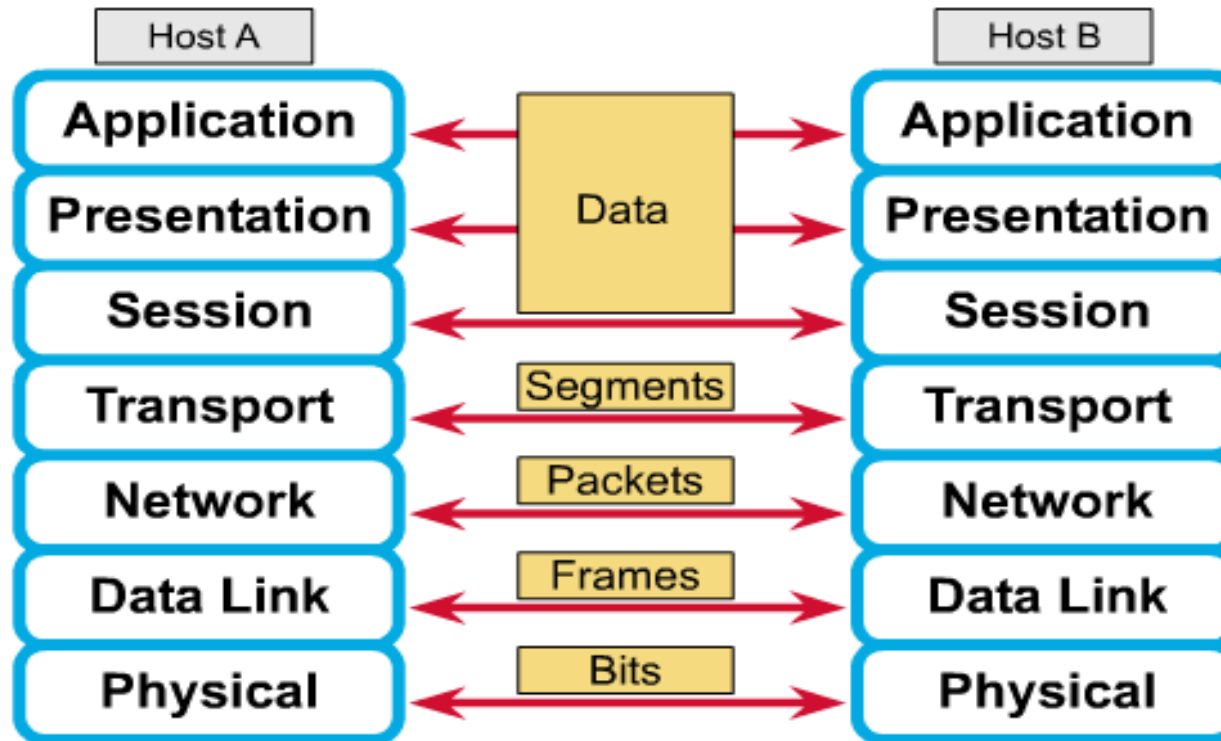 Host A
Host B
Application
Application
Presentation
Data
Presentation
Session
Session
Segments
Transport
Transport
Packets
Network
Network
Frames
Data Link
Data Link
Bits
Physical
Physical